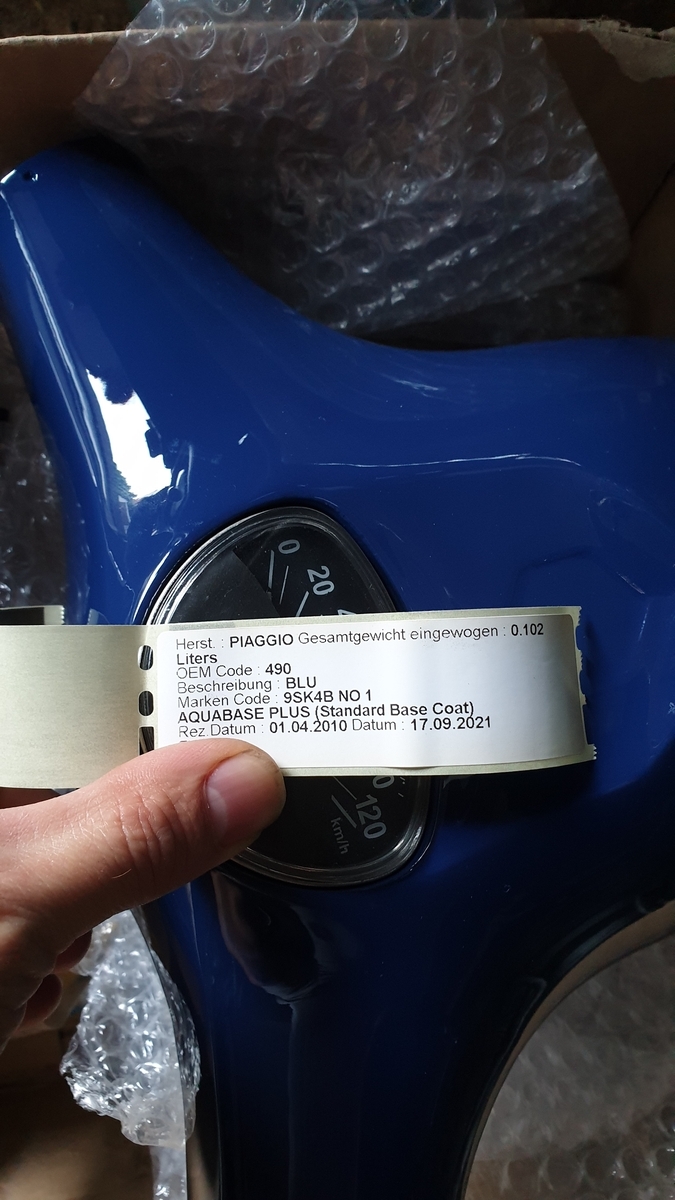 0
20
Herst. : PIAGGIO Gesamtgewicht eingewogen : 0.102
Liters
OEM Code : 490
Beschreibung : BLU
Marken Code : 9SK4B NO 1
AQUABASE PLUS (Standard Base Coat)
Rez.Datum : 01.04.2010 Datum : 17.09.2021
120
km/h